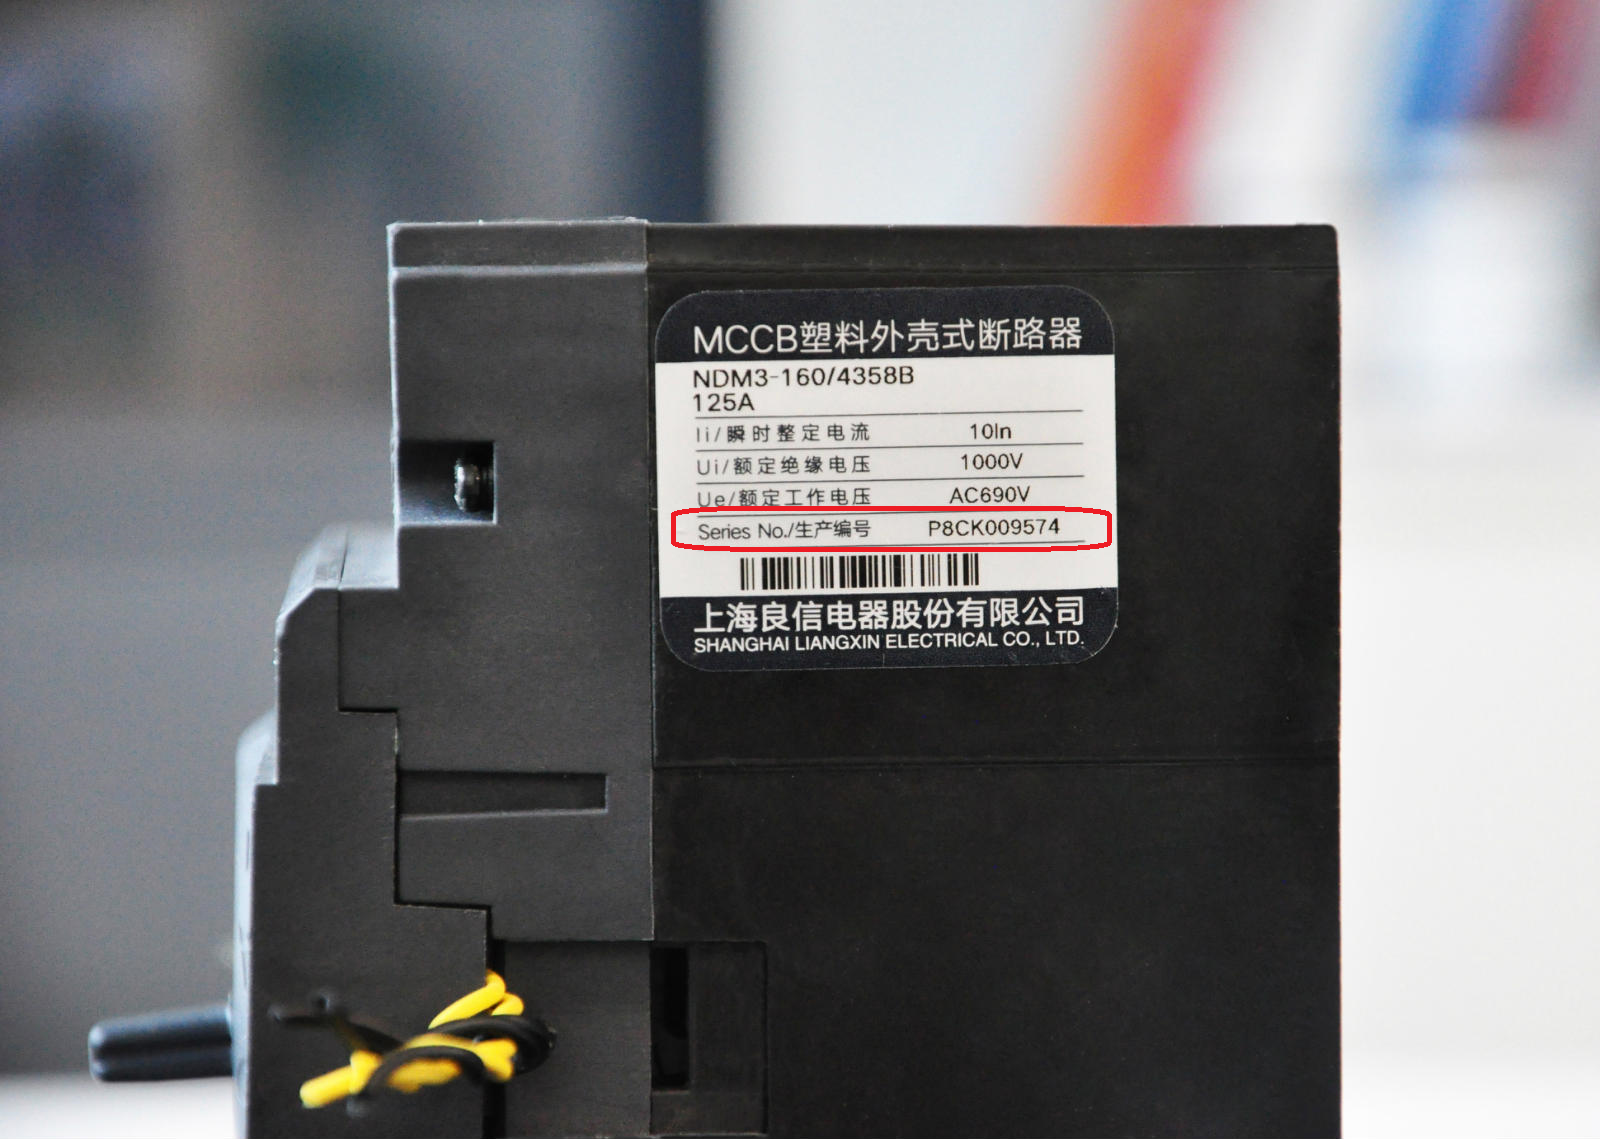 MCCB塑料外壳式断路器
NDM3-160/4358B
125A
Ii/瞬时整定电流 10In
Ui/额定绝缘电压 1000V
Ue/额定工作电压 AC690V
Series No./生产编号 P8CK009574
上海良信电器股份有限公司
SHANGHAI LIANGXIN ELECTRICAL CO., LTD.